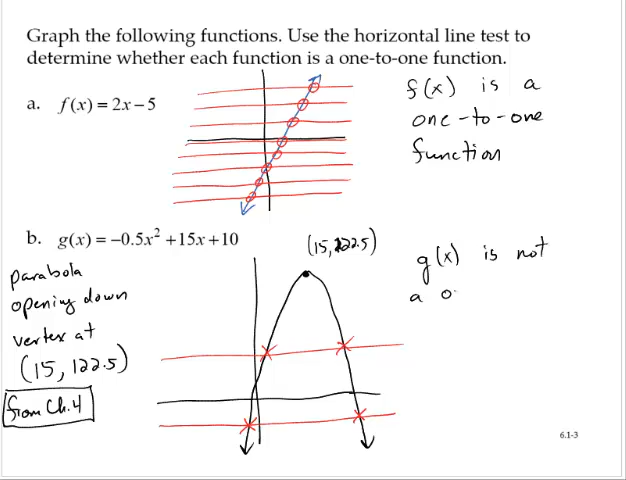 Graph the following functions. Use the horizontal line test to
determine whether each function is a one-to-one function.
a. f(x) = 2x − 5
f(x) is a
one-to-one
function
b. g(x) = −0.5x² + 15x + 10
(15, 122.5)
g(x) is not
a o
parabola
opening down
vertex at
(15, 122.5)
from Ch.4
6.1-3